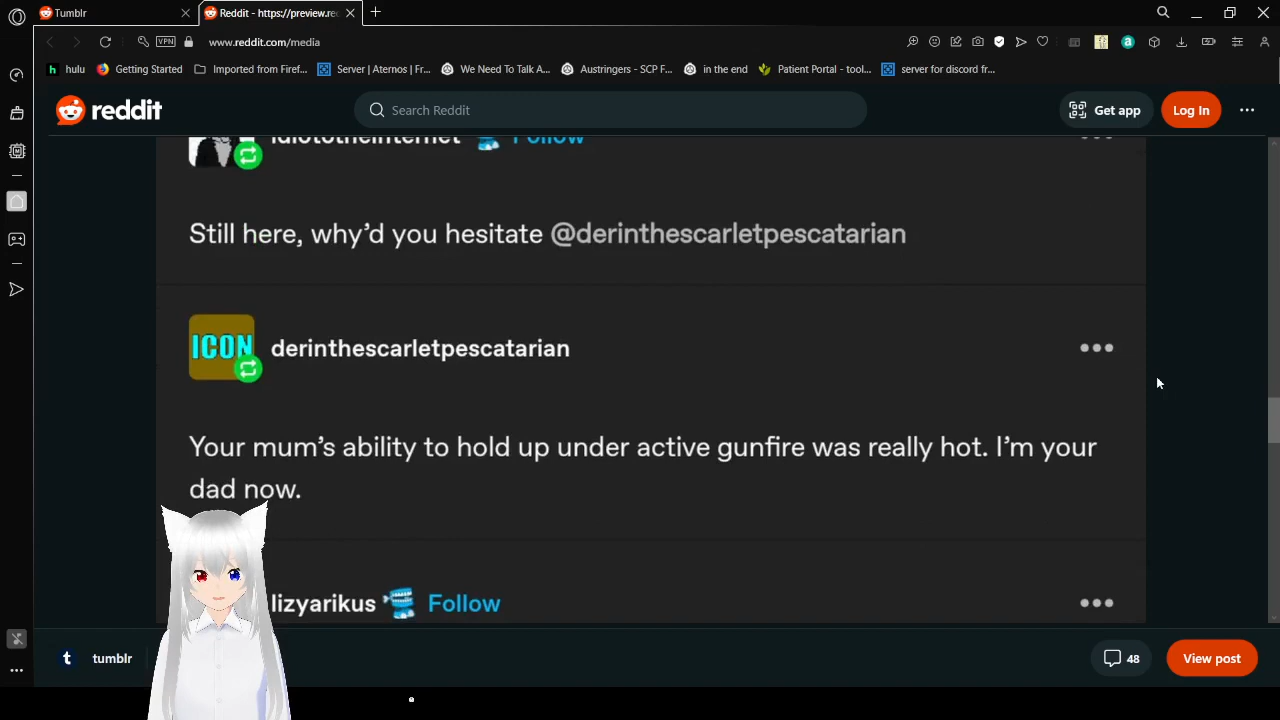 Tumblr
Reddit - https://preview.re
VPN
www.reddit.com/media
hulu
Getting Started
Imported from Firef...
Server | Aternos | Fr...
We Need To Talk A...
Austringers - SCP F...
in the end
Patient Portal - tool...
server for discord fr...
reddit
Search Reddit
Get app
Log In
idiototheinternet Follow
Still here, why'd you hesitate @derinthescarletpescatarian
ICON
derinthescarletpescatarian
Your mum's ability to hold up under active gunfire was really hot. I'm your
dad now.
lizyarikus Follow
t tumblr
48
View post